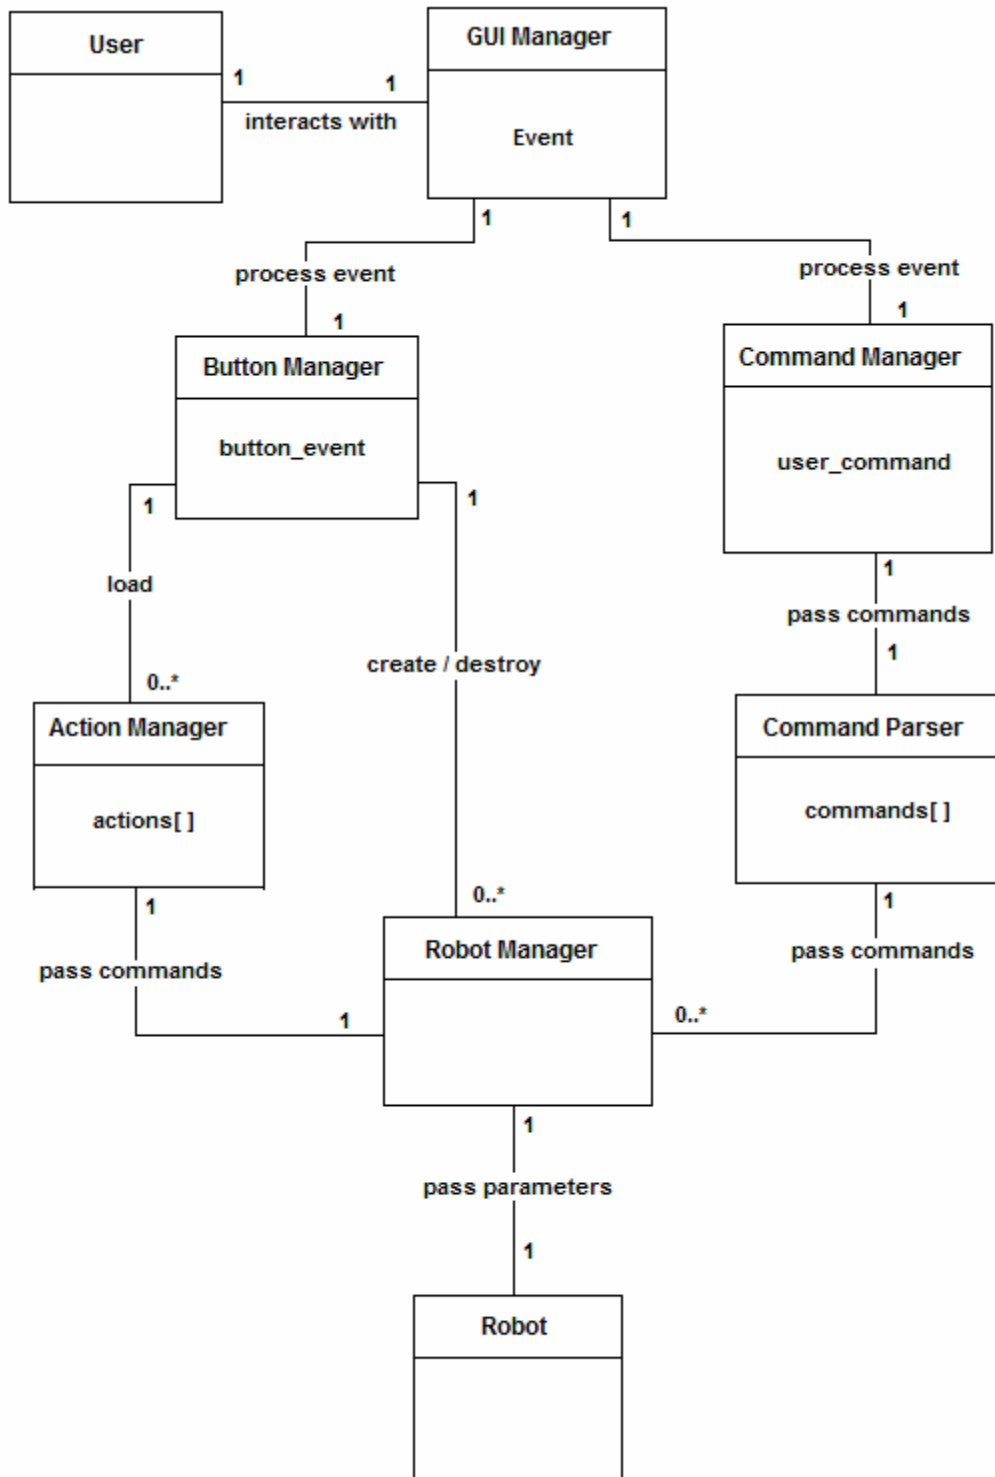 User
GUI Manager
1
1
interacts with
Event
1
1
process event
process event
1
1
Button Manager
Command Manager
button_event
user_command
1
1
1
load
pass commands
create / destroy
1
0..*
Action Manager
Command Parser
actions[ ]
commands[ ]
0..*
1
1
Robot Manager
pass commands
pass commands
1
0..*
1
pass parameters
1
Robot